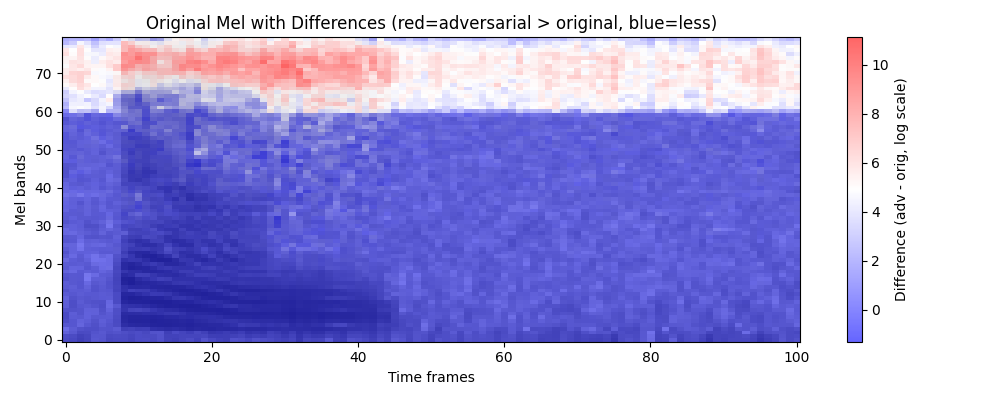 Original Mel with Differences (red=adversarial > original, blue=less)
Mel bands
70
60
50
40
30
20
10
0
0 20 40 60 80 100
Time frames
10
8
6
4
2
0
Difference (adv - orig, log scale)